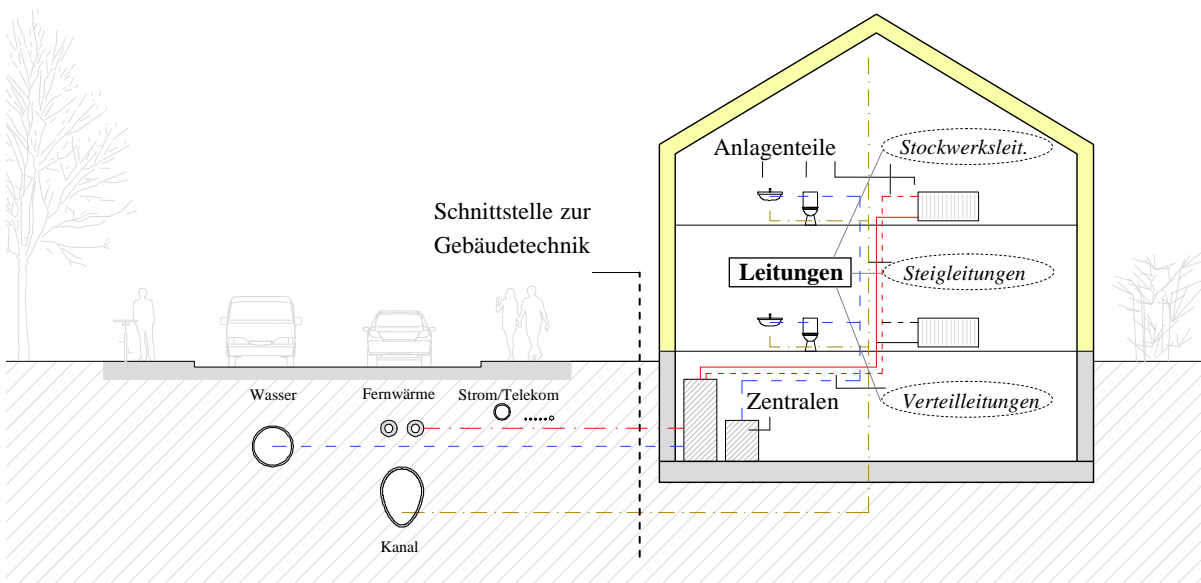 Anlagenteile
Stockwerksleit.
Schnittstelle zur
Gebäudetechnik
Leitungen
Steigleitungen
Wasser
Fernwärme
Strom/Telekom
Zentralen
Verteilleitungen
Kanal